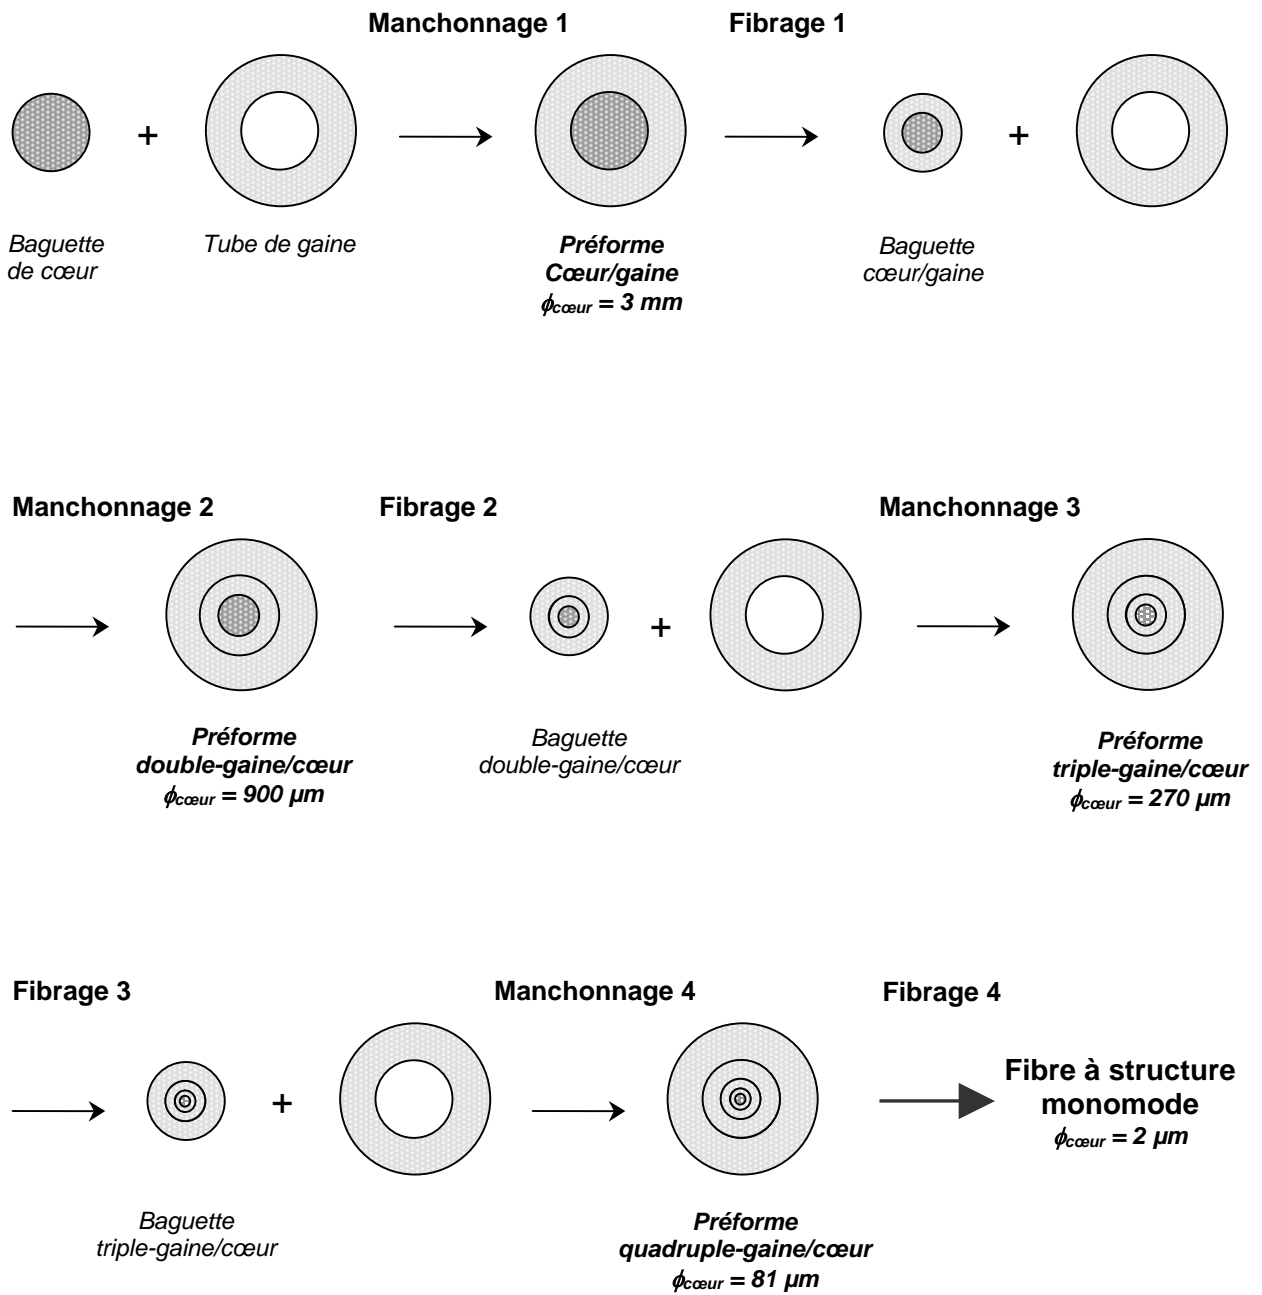 Manchonnage 1
Fibrage 1
+
+
Baguette
de cœur
Tube de gaine
Préforme
Cœur/gaine
ϕcœur = 3 mm
Baguette
cœur/gaine
Manchonnage 2
Fibrage 2
Manchonnage 3
+
Préforme
double-gaine/cœur
ϕcœur = 900 µm
Baguette
double-gaine/cœur
Préforme
triple-gaine/cœur
ϕcœur = 270 µm
Fibrage 3
Manchonnage 4
Fibrage 4
+
Fibre à structure
monomode
ϕcœur = 2 µm
Baguette
triple-gaine/cœur
Préforme
quadruple-gaine/cœur
ϕcœur = 81 µm